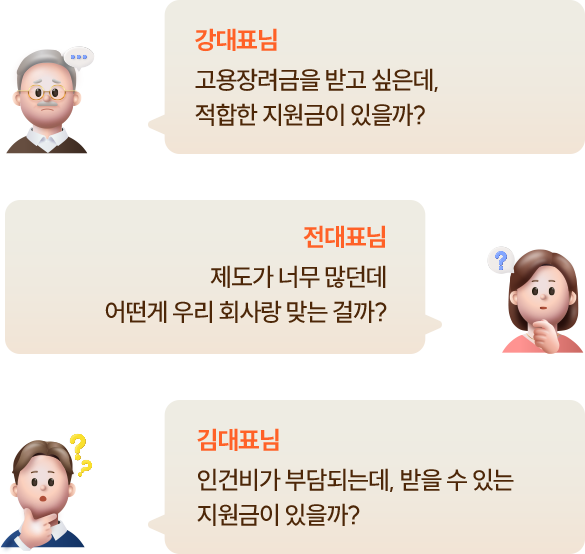 강대표님
고용장려금을 받고 싶은데,
적합한 지원금이 있을까?
전대표님
제도가 너무 많던데
어떤게 우리 회사랑 맞는 걸까?
김대표님
인건비가 부담되는데, 받을 수 있는
지원금이 있을까?